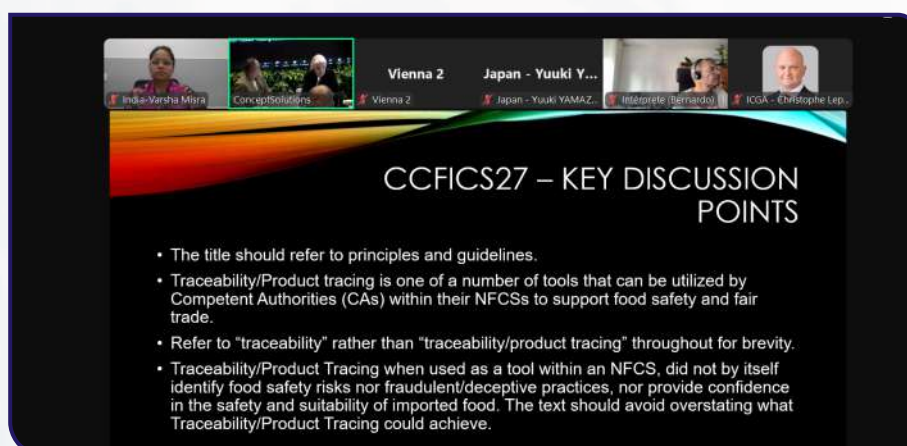 Vienna 2
Japan - Yuuki Y...
India-Varsha Misra
ConceptSolutions
Vienna 2
Japan - Yuuki YAMAZ..
Intérprete (Bernardo)
ICGA - Christophe Lep..
CCFICS27 – KEY DISCUSSION
POINTS
• The title should refer to principles and guidelines.
• Traceability/Product tracing is one of a number of tools that can be utilized by
Competent Authorities (CAs) within their NFCSs to support food safety and fair
trade.
• Refer to “traceability” rather than “traceability/product tracing” throughout for brevity.
• Traceability/Product Tracing when used as a tool within an NFCS, did not by itself
identify food safety risks nor fraudulent/deceptive practices, nor provide confidence
in the safety and suitability of imported food. The text should avoid overstating what
Traceability/Product Tracing could achieve.